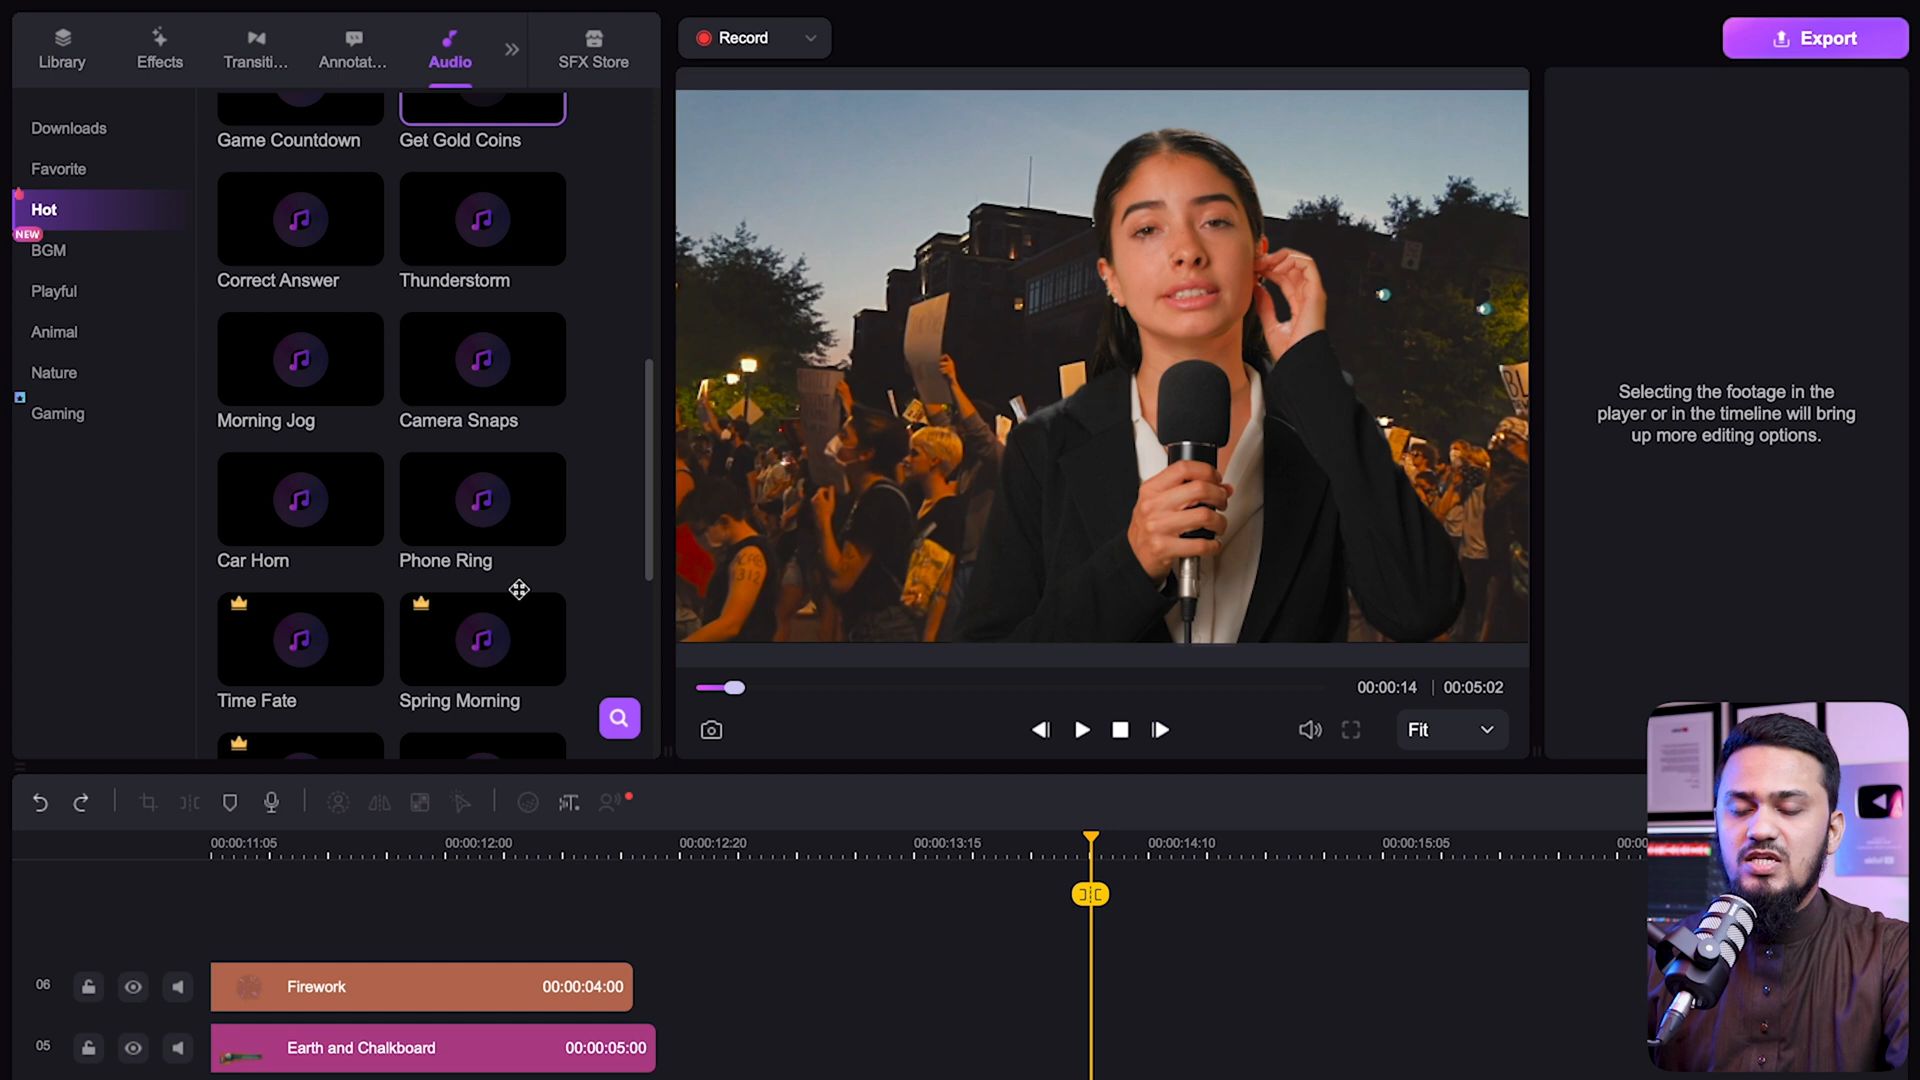 Library
Effects
Transiti...
Annotat...
Audio
SFX Store
Record
Export
Downloads
Favorite
Hot
NEW
BGM
Playful
Animal
Nature
Gaming
Game Countdown
Get Gold Coins
Correct Answer
Thunderstorm
Morning Jog
Camera Snaps
Car Horn
Phone Ring
Time Fate
Spring Morning
1312
BL
Selecting the footage in the
player or in the timeline will bring
up more editing options.
00:00:14
00:05:02
Fit
00:00:11:05
00:00:12:00
00:00:12:20
00:00:13:15
00:00:14:10
00:00:15:05
00:00
06
Firework
00:00:04:00
05
Earth and Chalkboard
00:00:05:00